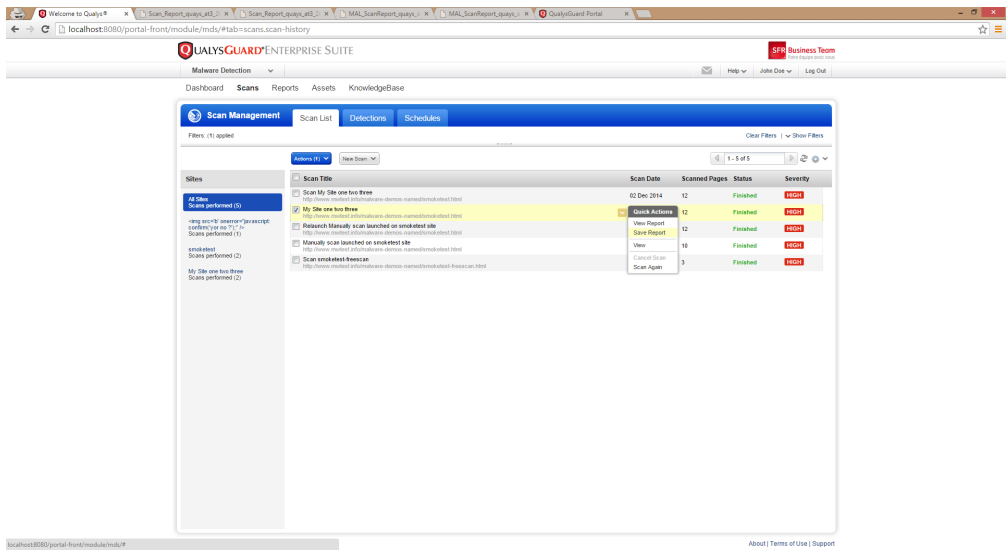 Welcome to Qualys®
Scan_Report_quays_at3_2
Scan_Report_quays_at3_2
MAL_ScanReport_quays_
MAL_ScanReport_quays_
QualysGuard Portal
localhost:8080/portal-front/module/mds/#tab=scans.scan-history
QUALYSGUARD® ENTERPRISE SUITE
SFR Business Team
Malware Detection
Help
John Doe
Log Out
Dashboard Scans Reports Assets KnowledgeBase
Scan Management
Scan List
Detections
Schedules
Filters: (1) applied
Clear Filters | Show Filters
Actions (1)
New Scan
1 - 5 of 5
Sites
All Sites
Scans performed (5)
<img src='b' onerror="javascript:
confirm('yor no ?');" />
Scans performed (1)
smoketest
Scans performed (2)
My Site one two three
Scans performed (2)
Scan Title Scan Date Scanned Pages Status Severity
Scan My Site one two three 02 Dec 2014 12 Finished HIGH
http://www.mwtest.info/malware-demos-named/smoketest.html
My Site one two three 12 Finished HIGH
http://www.mwtest.info/malware-demos-named/smoketest.html
Relaunch Manually scan launched on smoketest site 12 Finished HIGH
http://www.mwtest.info/malware-demos-named/smoketest.html
Manually scan launched on smoketest site 10 Finished HIGH
http://www.mwtest.info/malware-demos-named/smoketest.html
Scan smoketest-freescan 3 Finished HIGH
http://www.mwtest.info/malware-demos-named/smoketest-freescan.html
Quick Actions
View Report
Save Report
View
Cancel Scan
Scan Again
localhost:8080/portal-front/module/mds/#
About | Terms of Use | Support